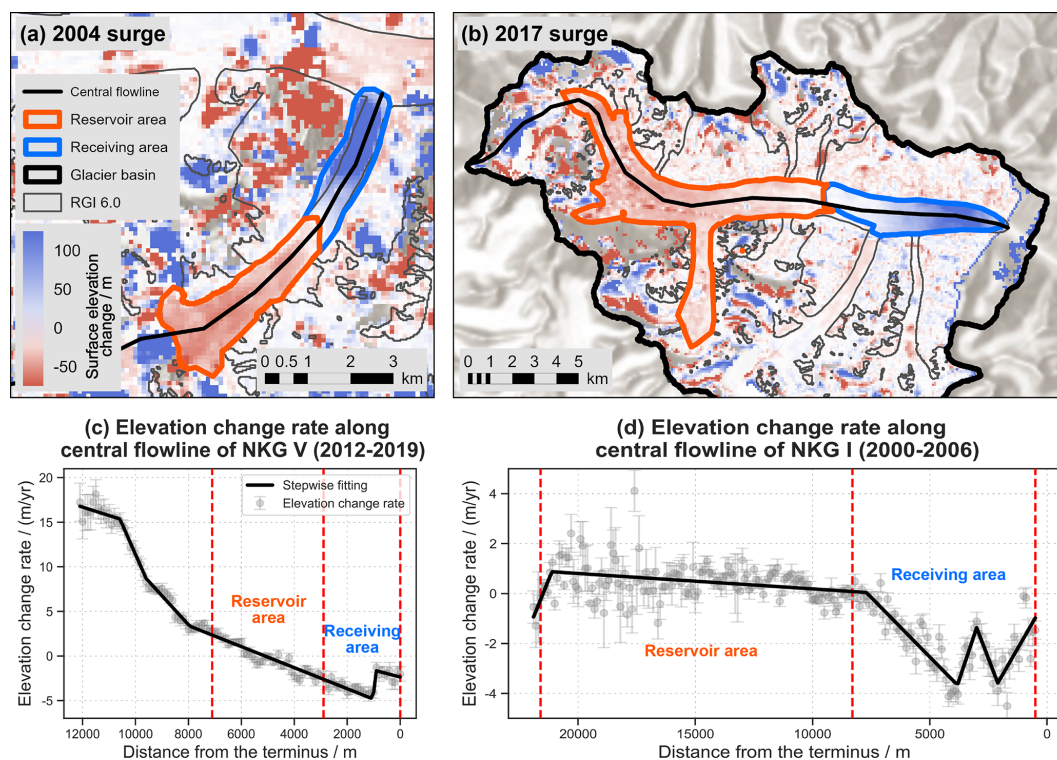 (a) 2004 surge
Central flowline
Reservoir area
Receiving area
Glacier basin
RGI 6.0
100
50
0
-50
Surface elevation
change / m
0 0.5 1 2 3
km
(b) 2017 surge
0 1 2 3 4 5
km
(c) Elevation change rate along
central flowline of NKG V (2012-2019)
Elevation change rate / (m/yr)
20
15
10
5
0
-5
Stepwise fitting
Elevation change rate
Reservoir
area
Receiving
area
12000 10000 8000 6000 4000 2000 0
Distance from the terminus / m
(d) Elevation change rate along
central flowline of NKG I (2000-2006)
Elevation change rate / (m/yr)
4
2
0
-2
-4
Receiving area
Reservoir area
20000 15000 10000 5000 0
Distance from the terminus / m